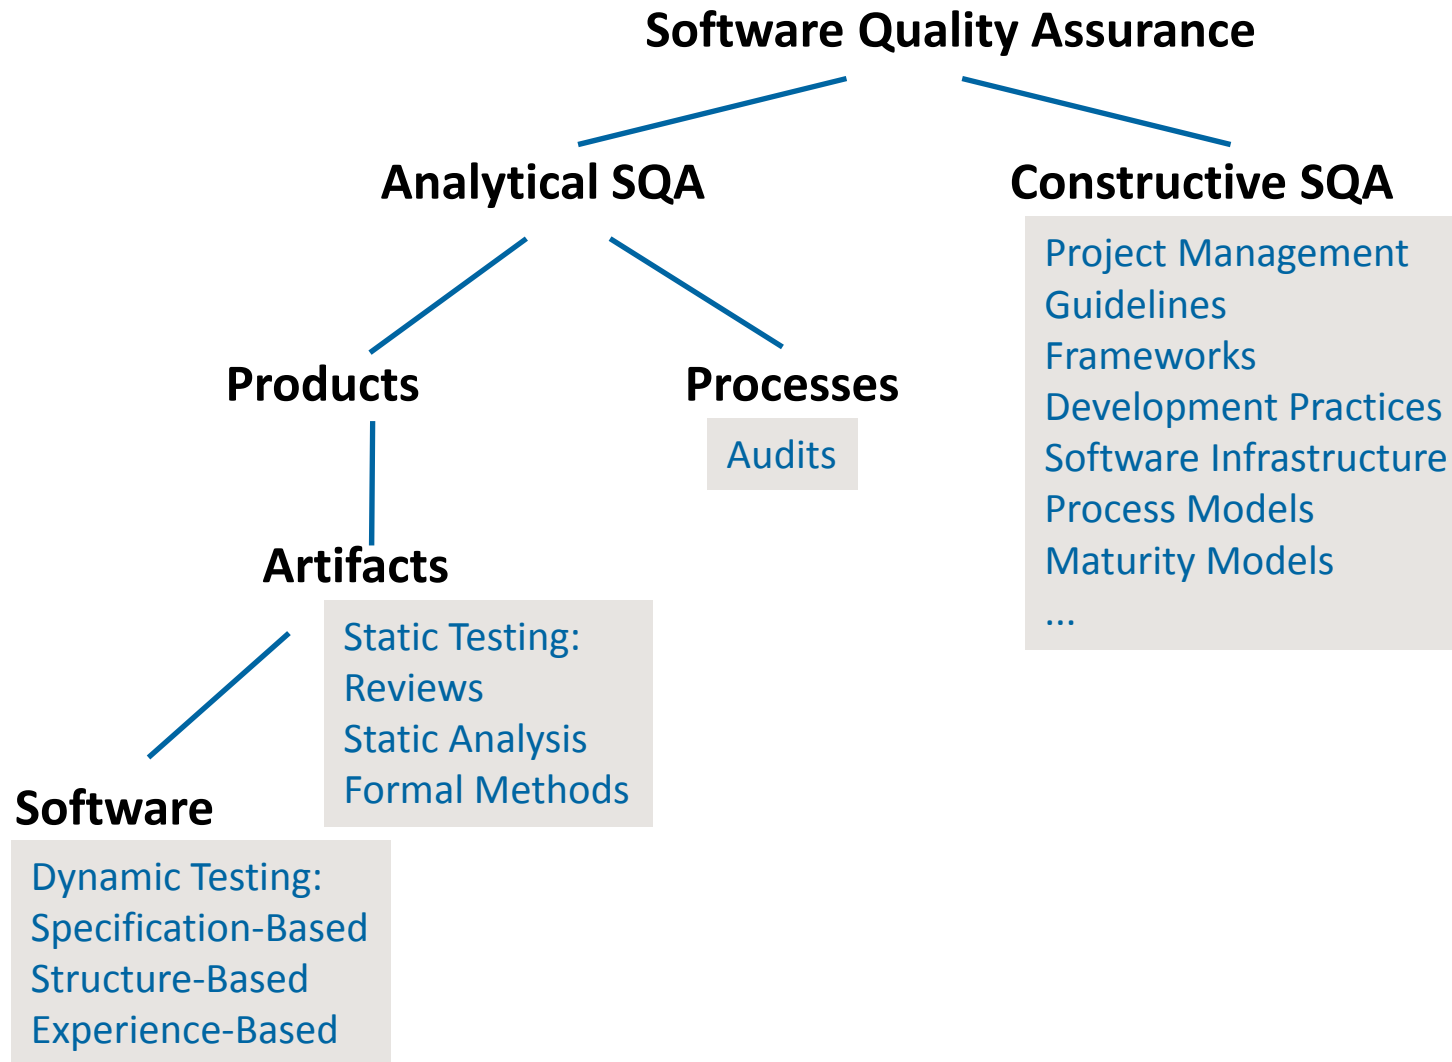 Software Quality Assurance
Analytical SQA
Constructive SQA
Project Management
Guidelines
Frameworks
Development Practices
Software Infrastructure
Process Models
Maturity Models
...
Products
Processes
Audits
Artifacts
Static Testing:
Reviews
Static Analysis
Formal Methods
Software
Dynamic Testing:
Specification-Based
Structure-Based
Experience-Based